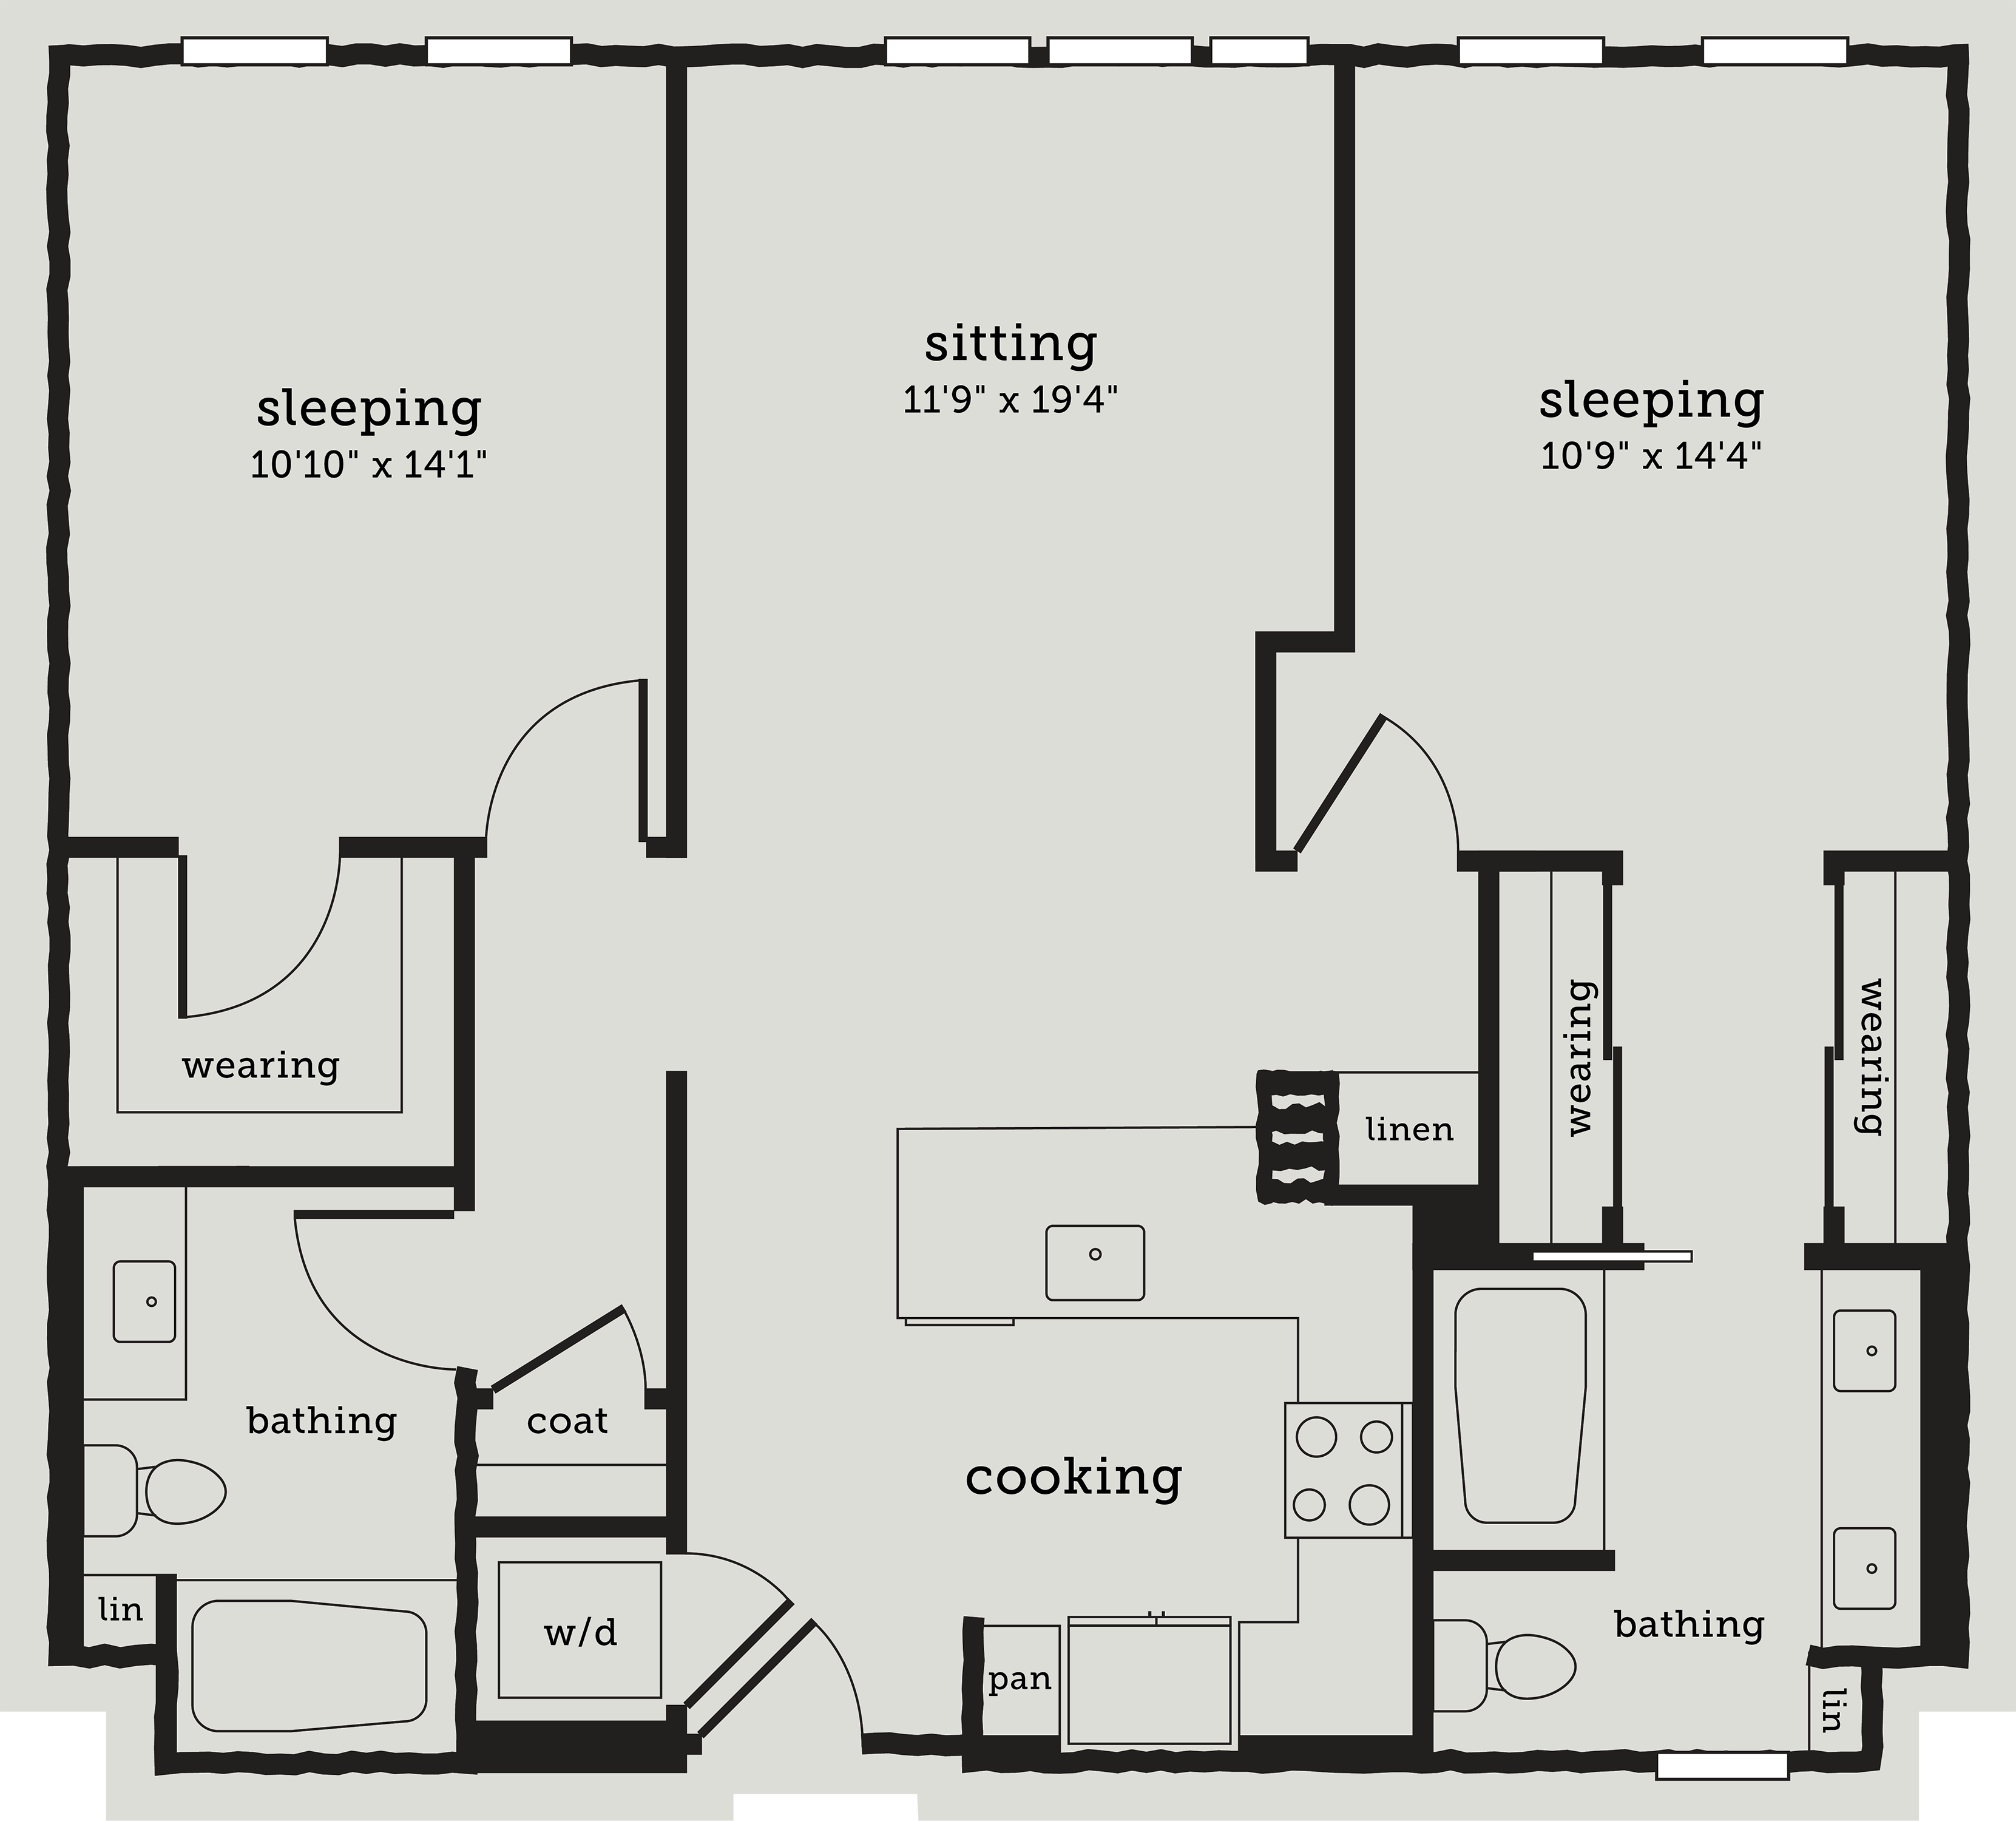 sitting
11'9" x 19'4"
sleeping
10'10" x 14'1"
sleeping
10'9" x 14'4"
wearing
wearing
wearing
linen
bathing
coat
cooking
lin
w/d
pan
bathing
lin